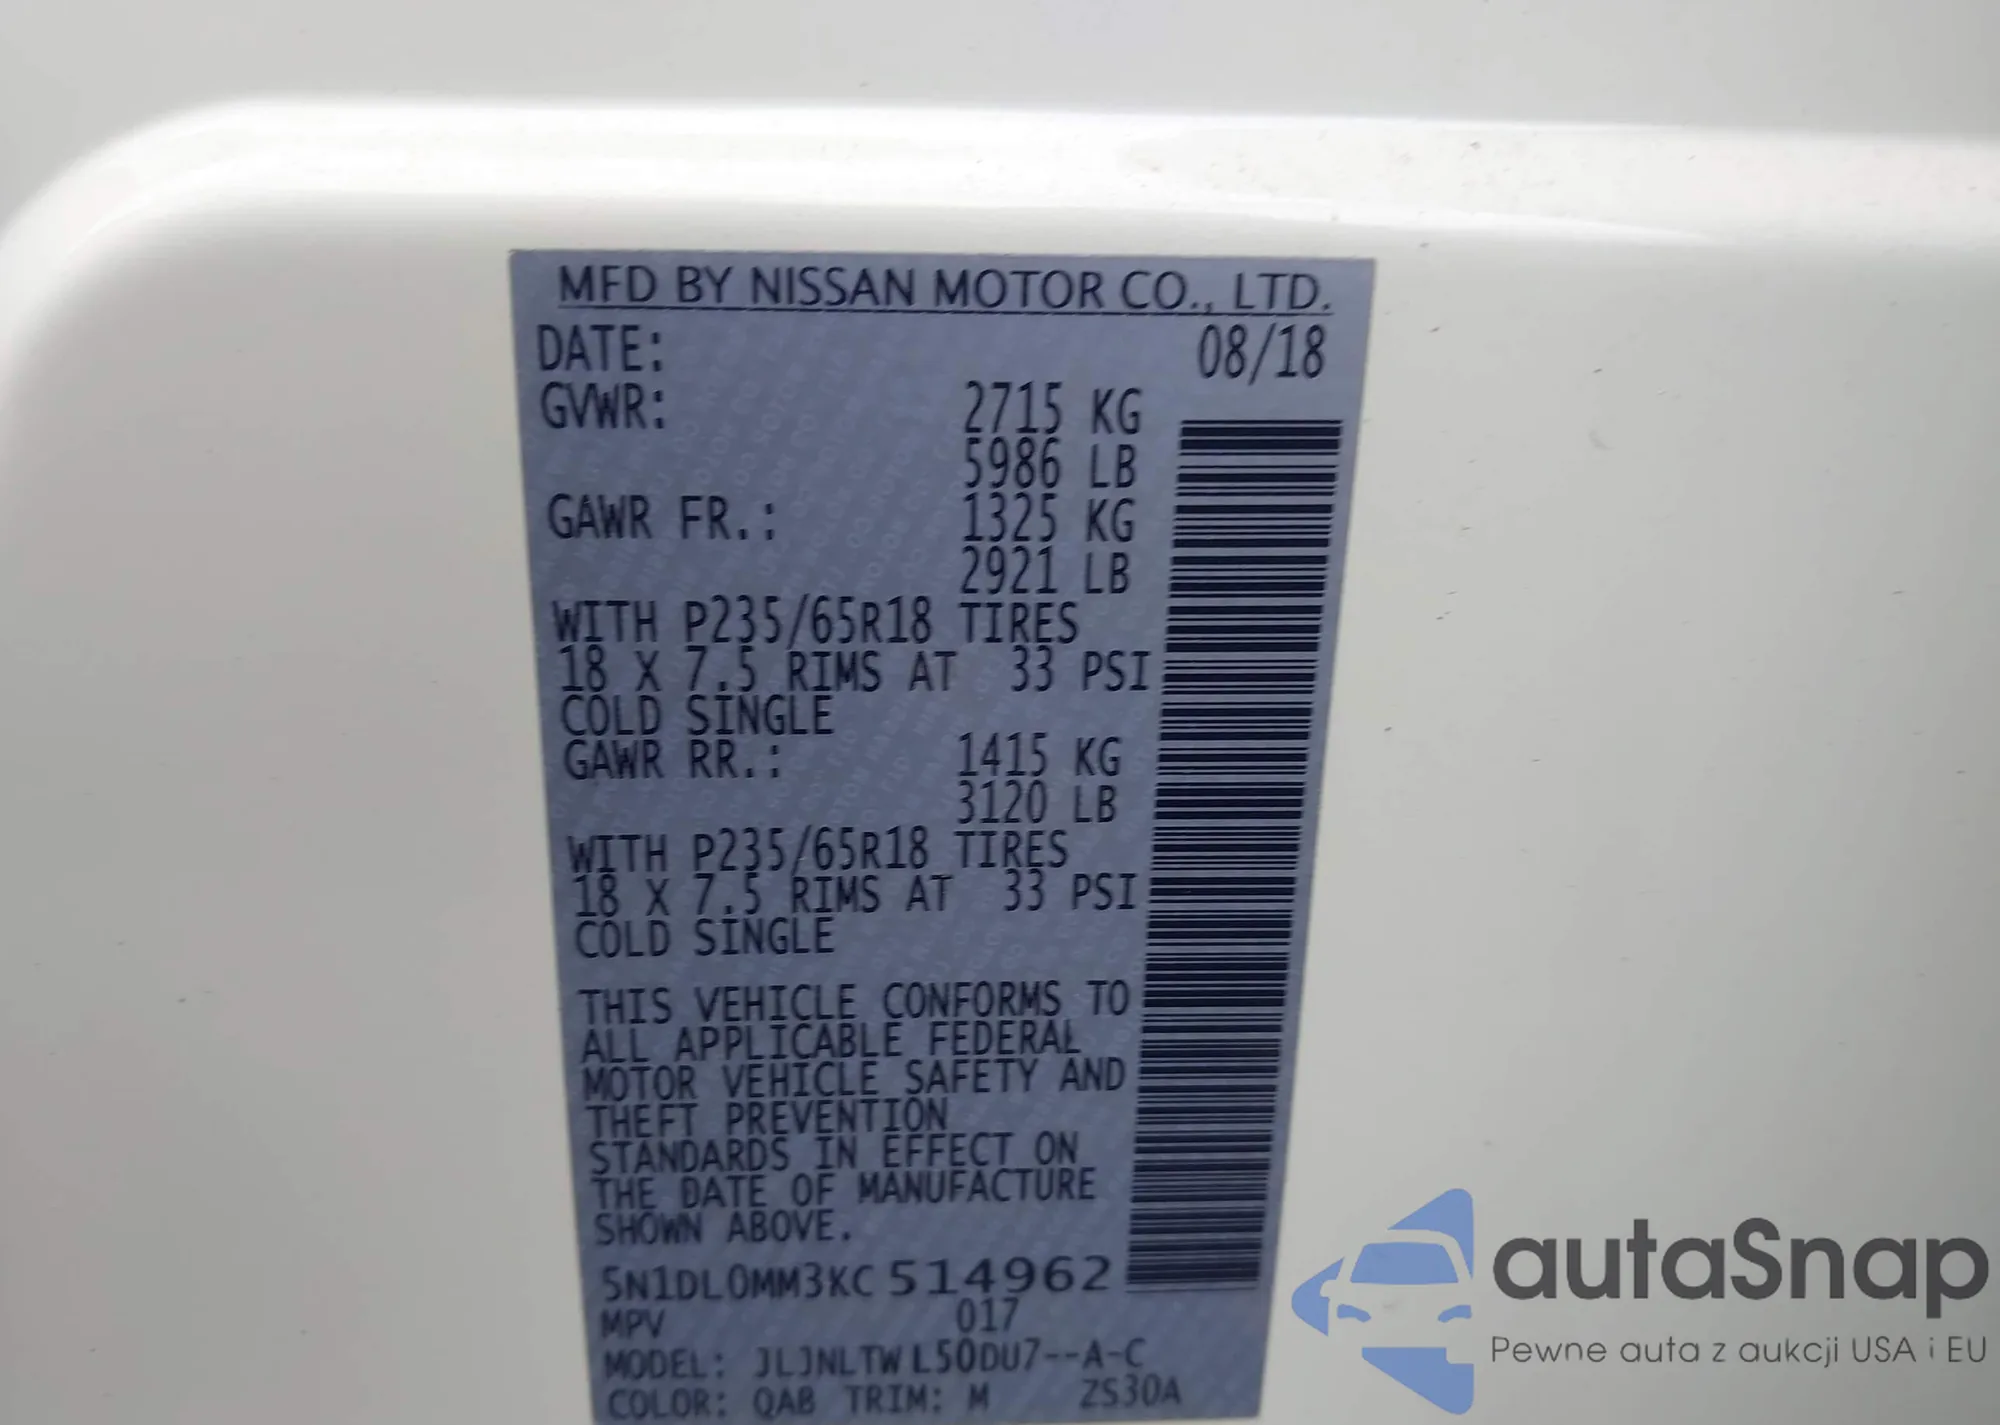 MFD BY NISSAN MOTOR CO., LTD.
DATE: 08/18
GVWR: 2715 KG
5986 LB
GAWR FR.: 1325 KG
2921 LB
WITH P235/65R18 TIRES
18 X 7.5 RIMS AT 33 PSI
COLD SINGLE
GAWR RR.: 1415 KG
3120 LB
WITH P235/65R18 TIRES
18 X 7.5 RIMS AT 33 PSI
COLD SINGLE
THIS VEHICLE CONFORMS TO
ALL APPLICABLE FEDERAL
MOTOR VEHICLE SAFETY AND
THEFT PREVENTION
STANDARDS IN EFFECT ON
THE DATE OF MANUFACTURE
SHOWN ABOVE.
5N1DL0MM3KC514962
MPV 017
MODEL: JLJNLTWL50DU7--A-C
COLOR: QAB TRIM: M ZS30A
autaSnap
Pewne auta z aukcji USA i EU